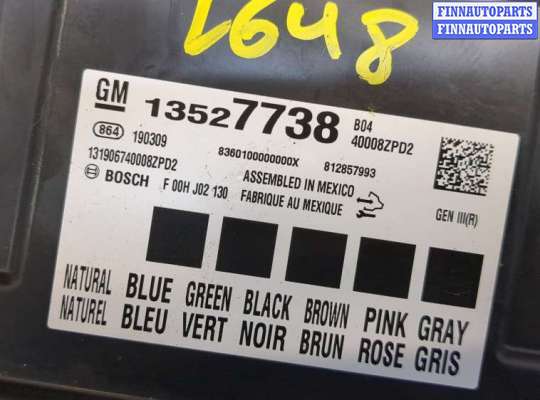 FINNAUTOPARTS
FINNAUTOPARTS
L648
GM 13527738 B04
40008ZPD2
864 190309
131906740008ZPD2
8360100000000X 812857993
BOSCH F 00H J02 130
ASSEMBLED IN MEXICO
FABRIQUE AU MEXIQUE
GEN III(R)
NATURAL BLUE GREEN BLACK BROWN PINK GRAY
NATUREL BLEU VERT NOIR BRUN ROSE GRIS